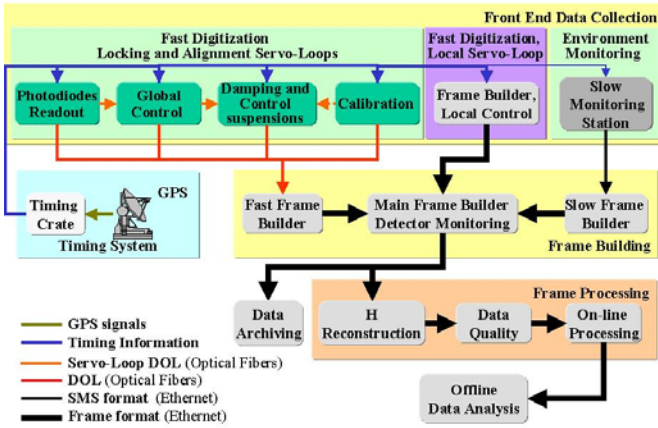 Front End Data Collection
Fast Digitization
Locking and Alignment Servo-Loops
Fast Digitization,
Local Servo-Loop
Environment
Monitoring
Photodiodes
Readout
Global
Control
Damping and
Control
suspensions
Calibration
Frame Builder,
Local Control
Slow
Monitoring
Station
Timing
Crate
GPS
Timing System
Fast Frame
Builder
Main Frame Builder
Detector Monitoring
Slow Frame
Builder
Frame Building
Data
Archiving
Frame Processing
H
Reconstruction
Data
Quality
On-line
Processing
Offline
Data Analysis
GPS signals
Timing Information
Servo-Loop DOL (Optical Fibers)
DOL (Optical Fibers)
SMS format (Ethernet)
Frame format (Ethernet)